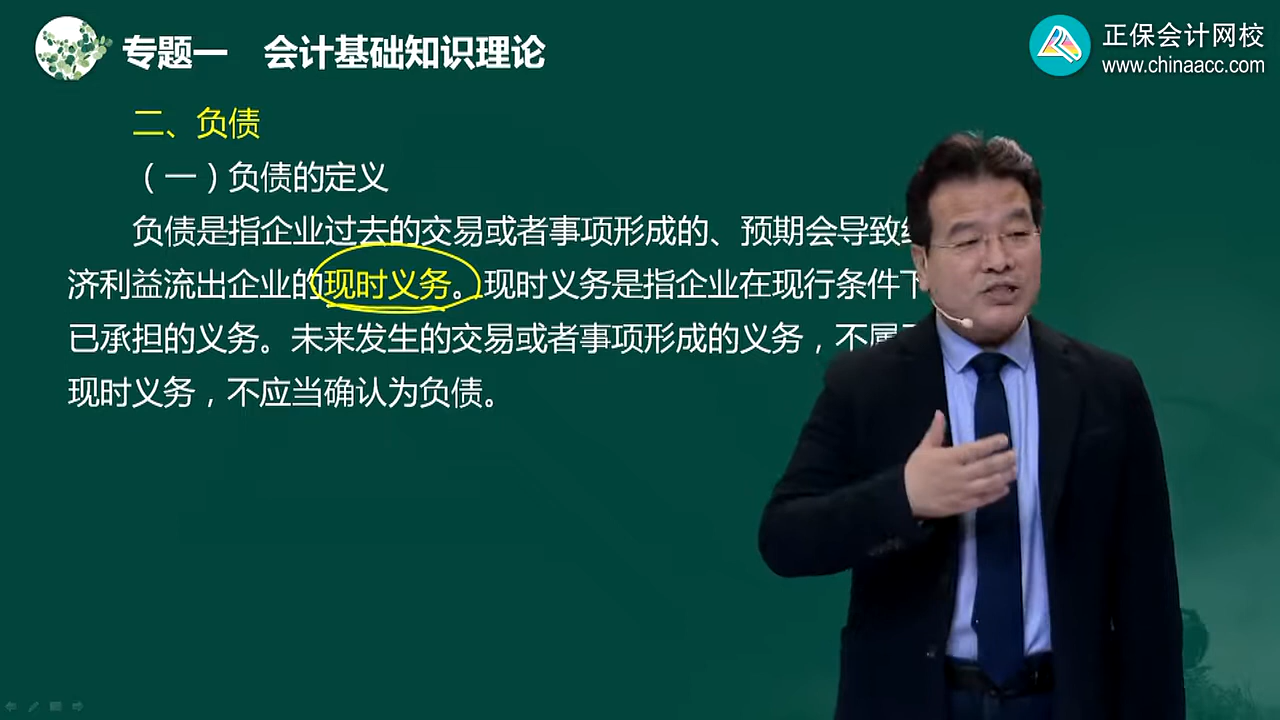 专题一 会计基础知识理论
正保会计网校
www.chinaacc.com
二、负债
（一）负债的定义
负债是指企业过去的交易或者事项形成的、预期会导致
济利益流出企业的现时义务。现时义务是指企业在现行条件下
已承担的义务。未来发生的交易或者事项形成的义务，不属
现时义务，不应当确认为负债。